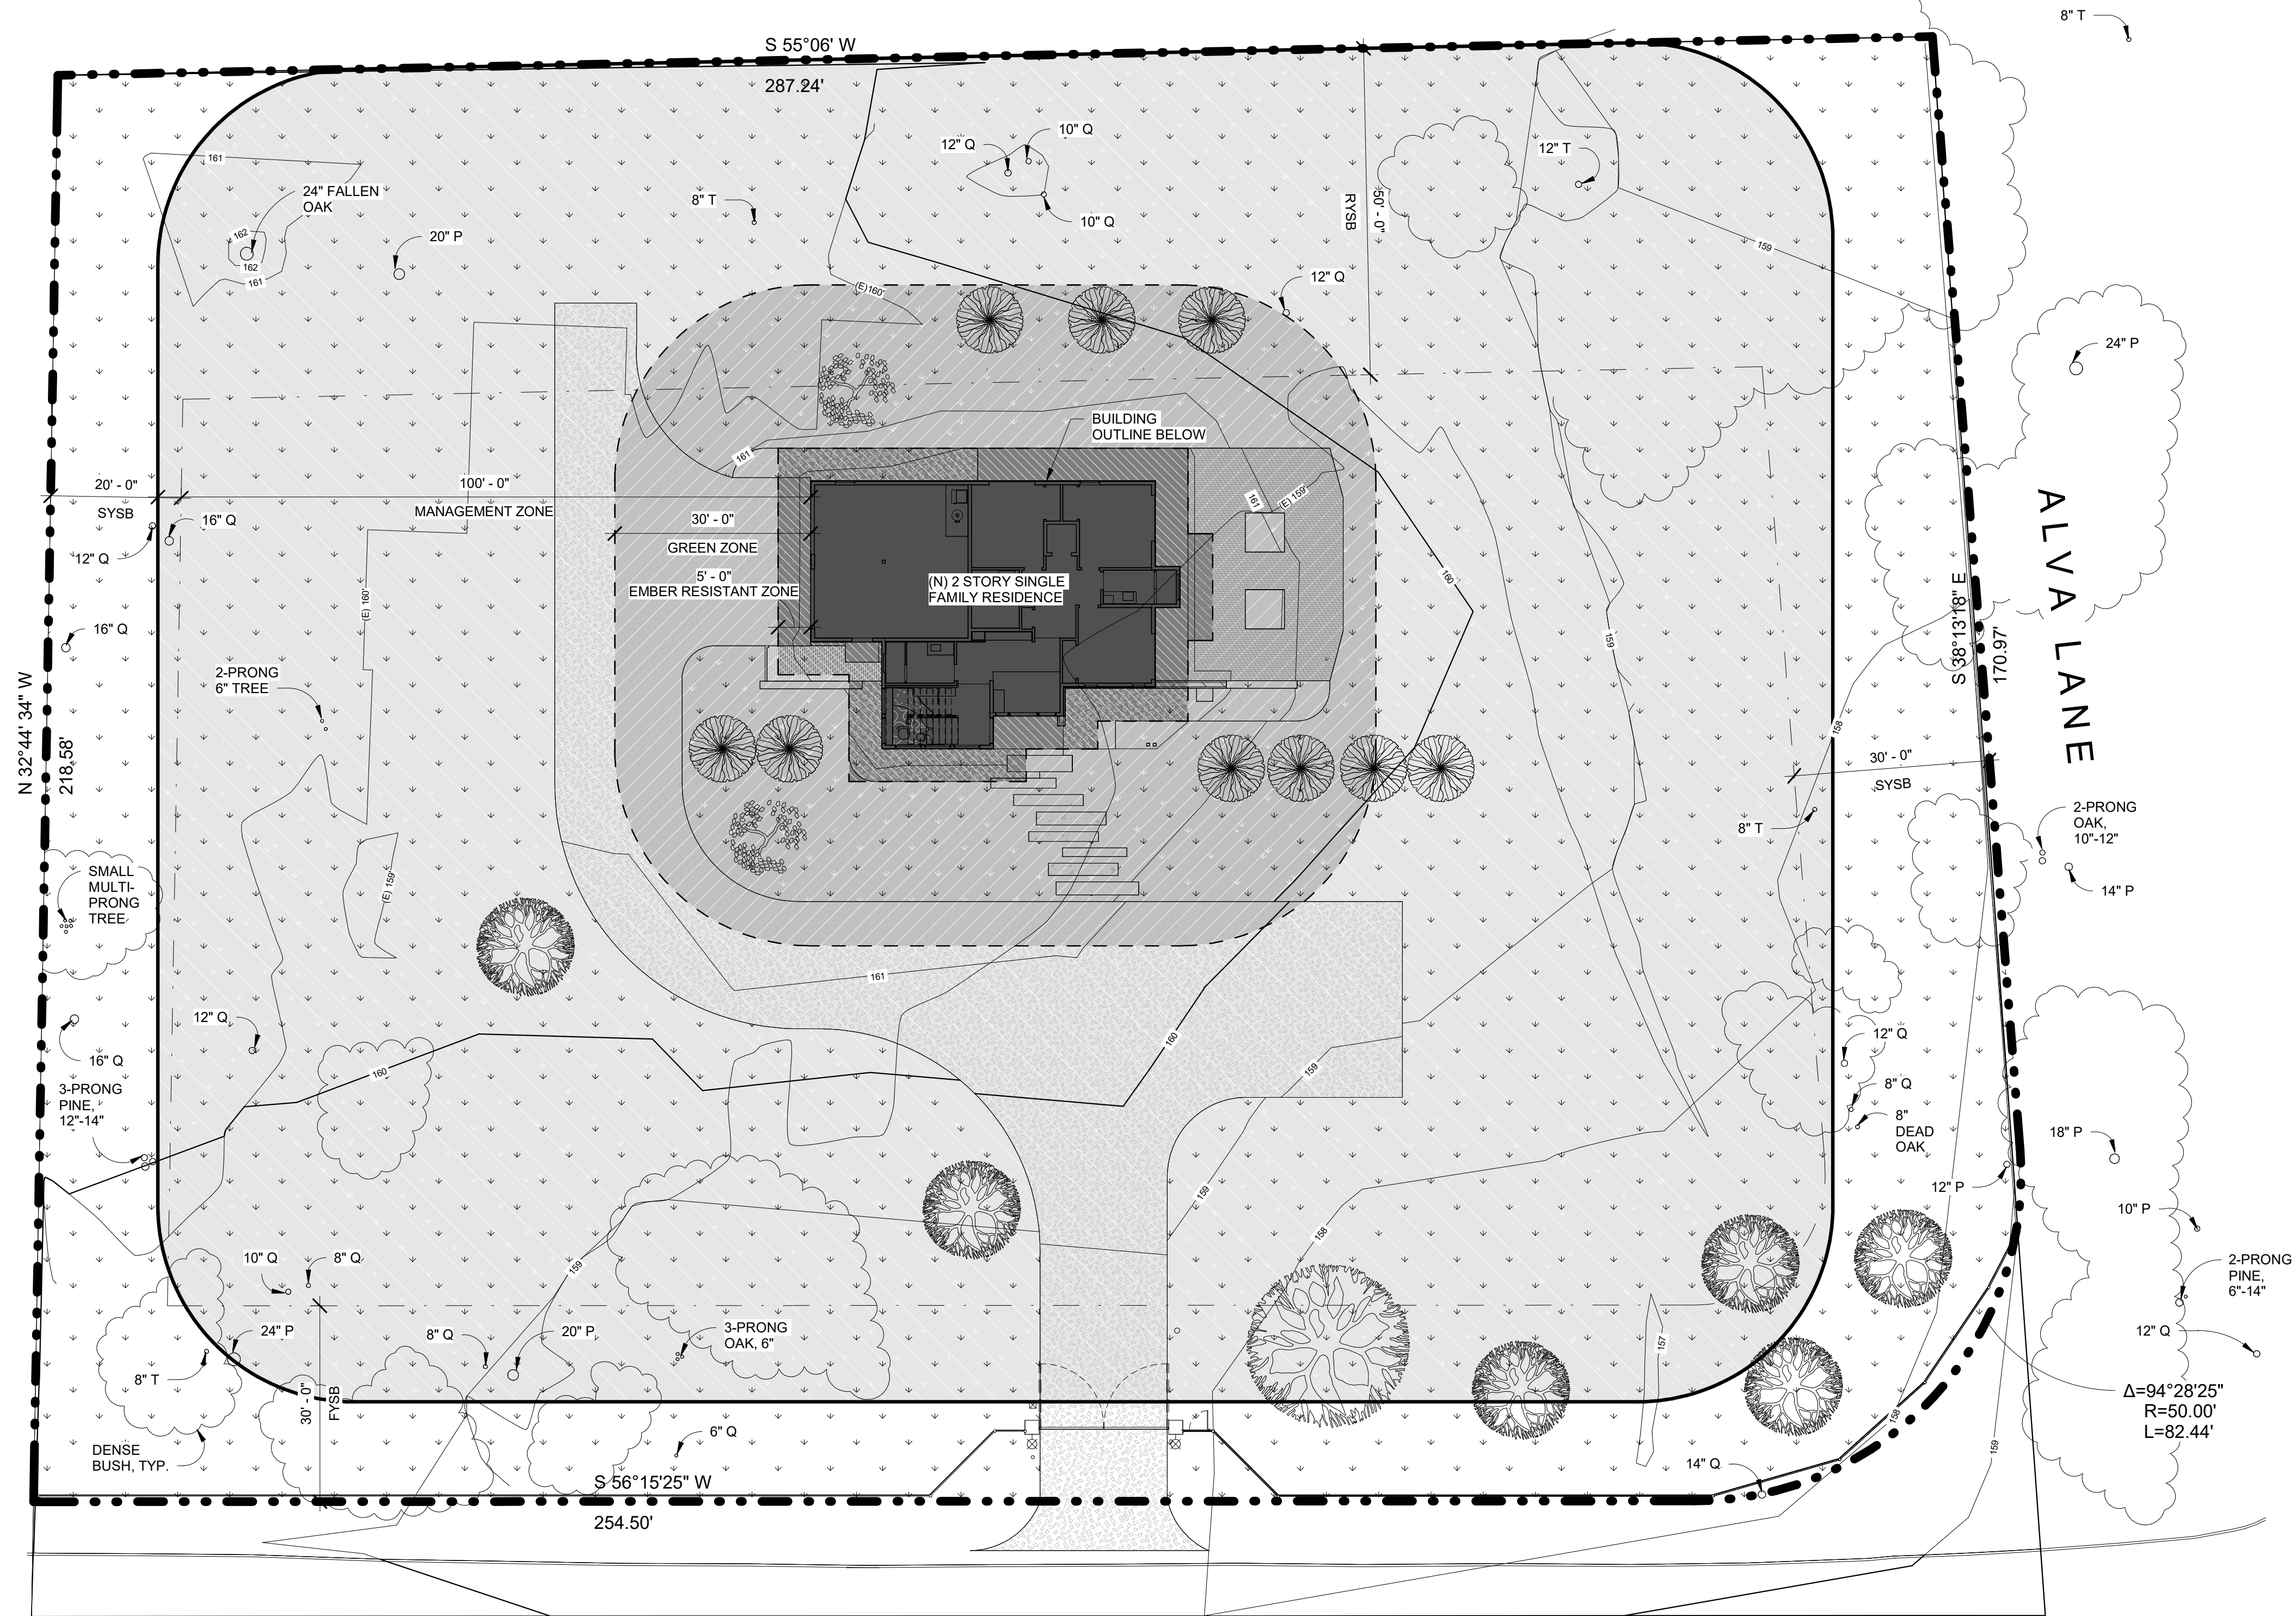 8" T
S 55°06' W
287.24'
10" Q
12" Q
12" T
161
24" FALLEN
OAK
8" T
50' - 0"
RYSB
10" Q
20" P
162
159
162
161
12" Q
(E)160'
24" P
BUILDING
OUTLINE BELOW
161
20' - 0"
SYSB
100' - 0"
MANAGEMENT ZONE
161
(E) 159'
ALVA LANE
16" Q
30' - 0"
GREEN ZONE
12" Q
5' - 0"
EMBER RESISTANT ZONE
(N) 2 STORY SINGLE
FAMILY RESIDENCE
160
(E) 160'
16" Q
159
S 38°13'18" E
170.97'
2-PRONG
6" TREE
N 32°44' 34" W
218.58'
158
30' - 0"
SYSB
2-PRONG
OAK,
10"-12"
8" T
SMALL
MULTI-
PRONG
TREE
(E) 159'
14" P
161
12" Q
12" Q
160
16" Q
160
159
8" Q
3-PRONG
PINE,
12"-14"
8"
DEAD
OAK
18" P
12" P
159
10" P
158
10" Q
8" Q
159
2-PRONG
PINE,
6"-14"
24" P
8" Q
20" P
3-PRONG
OAK, 6"
157
12" Q
8" T
30' - 0"
FYSB
Δ=94°28'25"
R=50.00'
L=82.44'
158
6" Q
DENSE
BUSH, TYP.
159
14" Q
S 56°15'25" W
254.50'